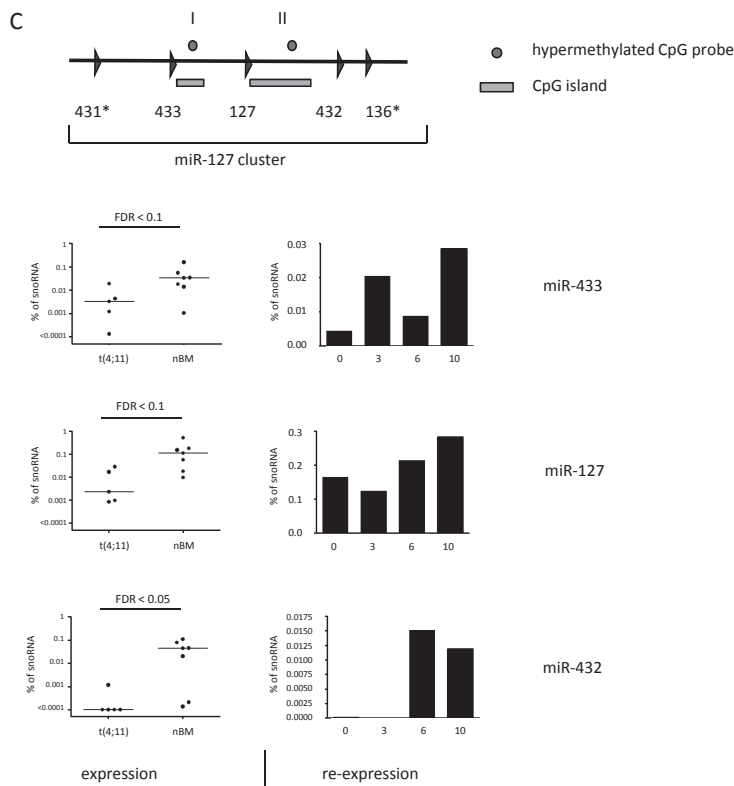 C
I II
hypermethylated CpG probe
CpG island
431* 433 127 432 136*
miR-127 cluster
FDR < 0.1
% of snoRNA
1
0.1
0.01
0.001
<0.0001
t(4;11) nBM
% of snoRNA
0.03
0.02
0.01
0.00
0 3 6 10
miR-433
FDR < 0.1
% of snoRNA
1
0.1
0.01
0.001
<0.0001
t(4;11) nBM
% of snoRNA
0.3
0.2
0.1
0.0
0 3 6 10
miR-127
FDR < 0.05
% of snoRNA
1
0.1
0.01
0.001
<0.0001
t(4;11) nBM
% of snoRNA
0.0175
0.0150
0.0125
0.0100
0.0075
0.0050
0.0025
0.0000
0 3 6 10
miR-432
expression re-expression